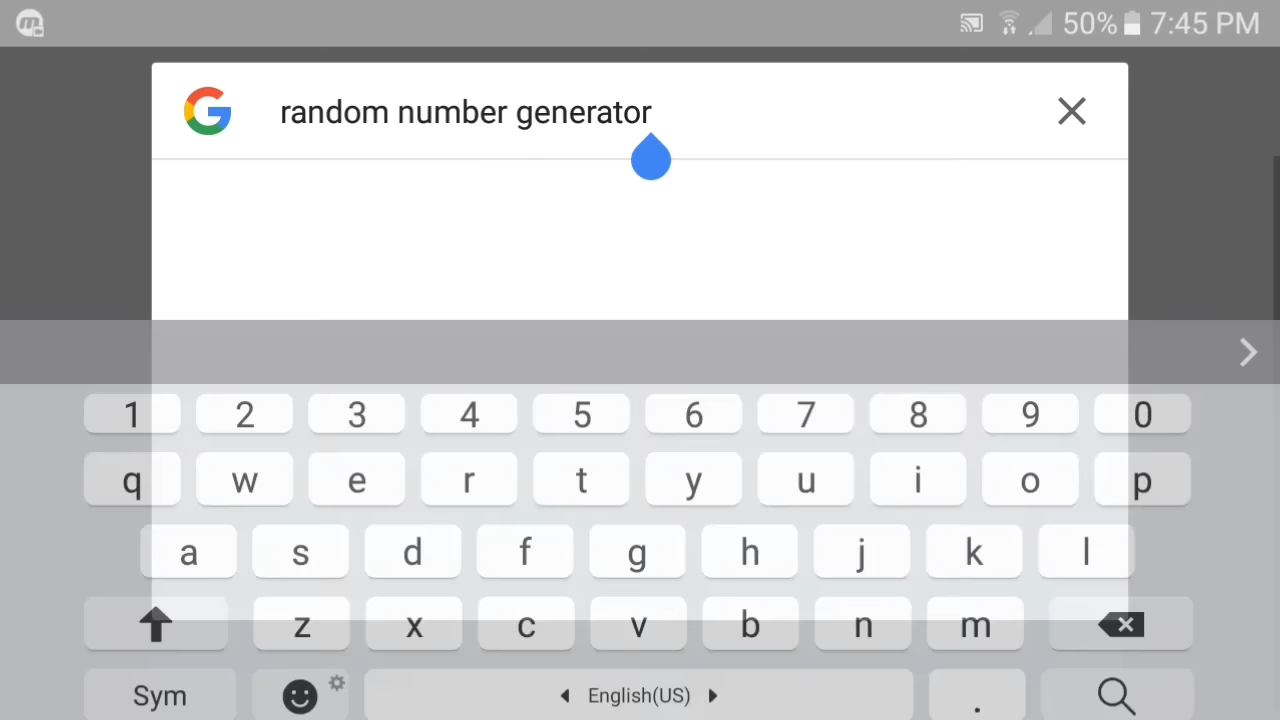 50% 7:45 PM
random number generator
1 2 3 4 5 6 7 8 9 0
q w e r t y u i o p
a s d f g h j k l
z x c v b n m
Sym English(US) .